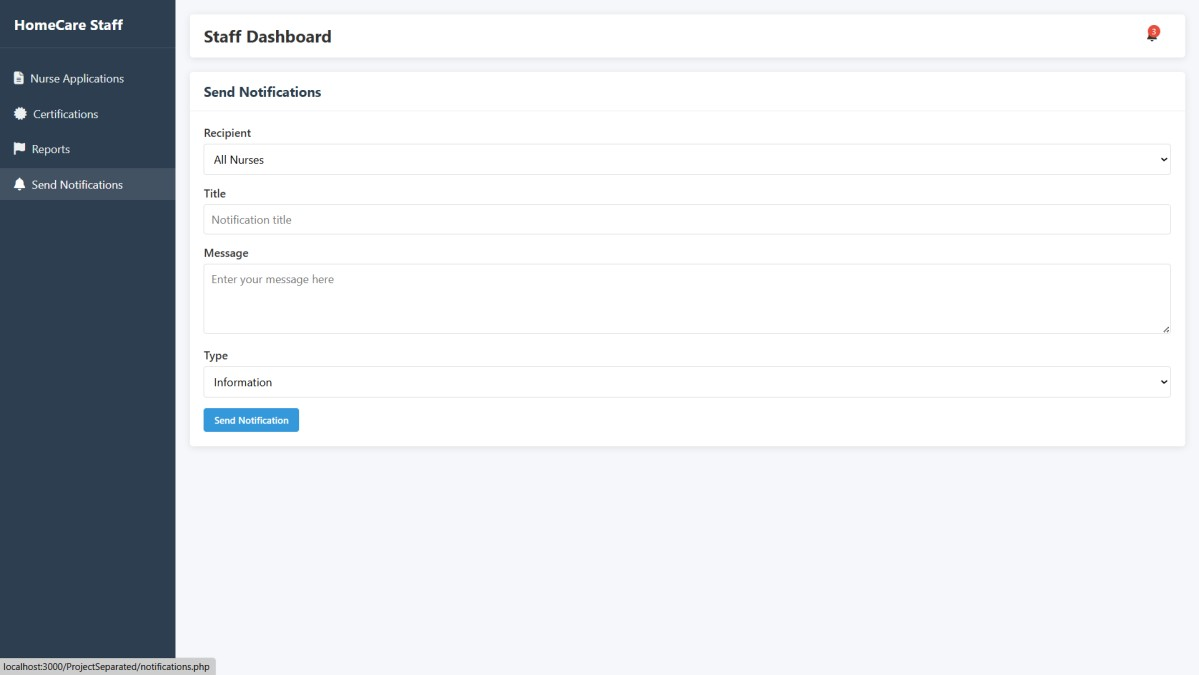 HomeCare Staff
Nurse Applications
Certifications
Reports
Send Notifications
Staff Dashboard
3
Send Notifications
Recipient
All Nurses
Title
Notification title
Message
Enter your message here
Type
Information
Send Notification
localhost:3000/ProjectSeparated/notifications.php